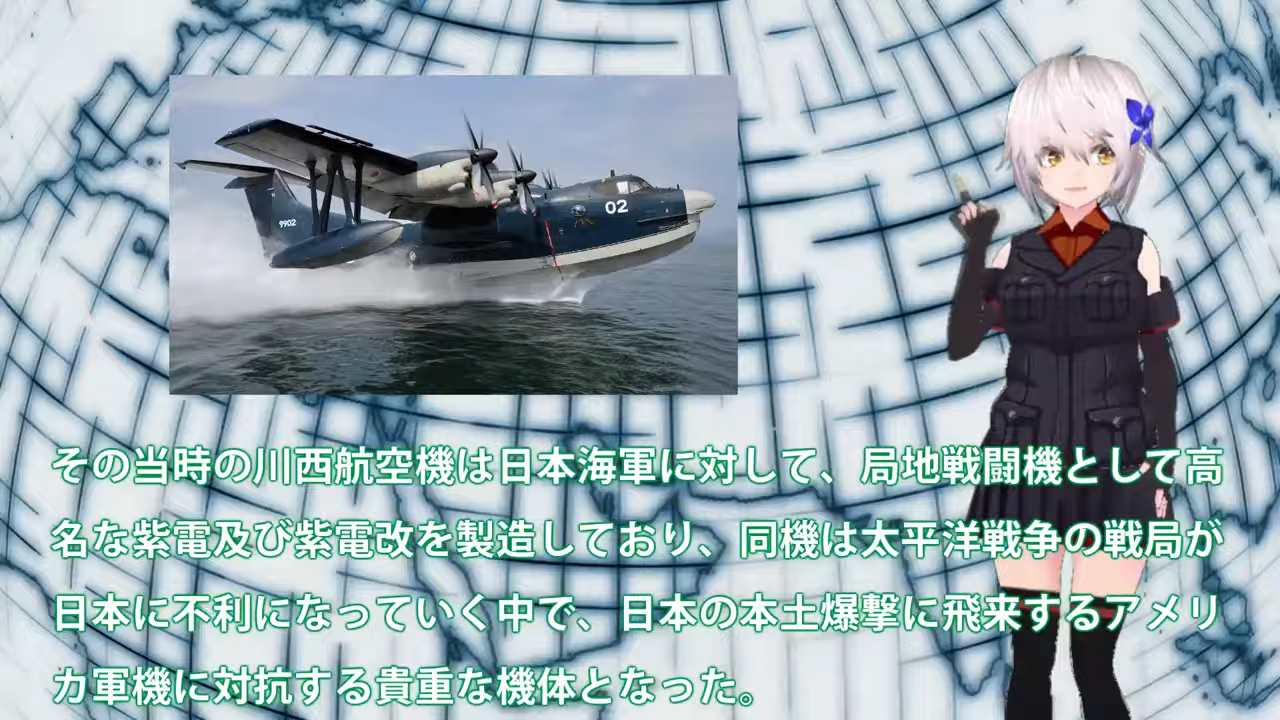 02
9902
その当時の川西航空機は日本海軍に対して、局地戦闘機として高
名な紫電及び紫電改を製造しており、同機は太平洋戦争の戦局が
日本に不利になっていく中で、日本の本土爆撃に飛来するアメリ
カ軍機に対抗する貴重な機体となった。